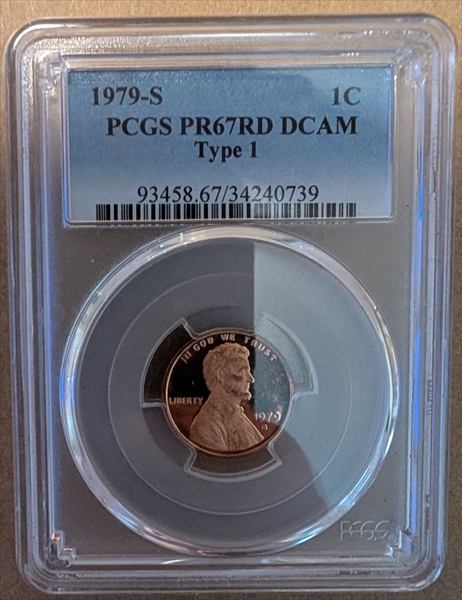 1979-S 1C
PCGS PR67RD DCAM
Type 1
93458.67/34240739
IN GOD WE TRUST
LIBERTY
1979
S
PCGS